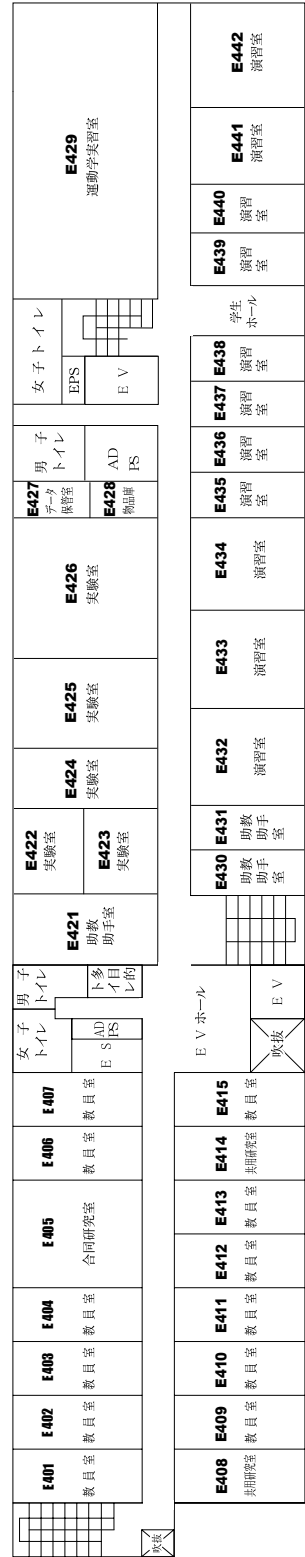 E401
教員室
E402
教員室
E403
教員室
E404
教員室
E405
合同研究室
E406
教員室
E407
教員室
女子
トイレ
男子
トイレ
多目的
トイレ
ESS
AD
PS
E421
助教
助手室
E422
実験室
E423
実験室
E424
実験室
E425
実験室
E426
実験室
E427
データ
保管室
E428
物品庫
男子
トイレ
AD
PS
女子トイレ
EPS
EV
E429
運動学実習室
吹抜
E408
共用研究室
E409
教員室
E410
教員室
E411
教員室
E412
教員室
E413
教員室
E414
共用研究室
E415
教員室
EVホール
吹抜
EV
E430
助教
助手
室
E431
助教
助手
室
E432
演習室
E433
演習室
E434
演習室
E435
演習
室
E436
演習
室
E437
演習
室
E438
演習
室
学生
ホール
E439
演習
室
E440
演習
室
E441
演習室
E442
演習室